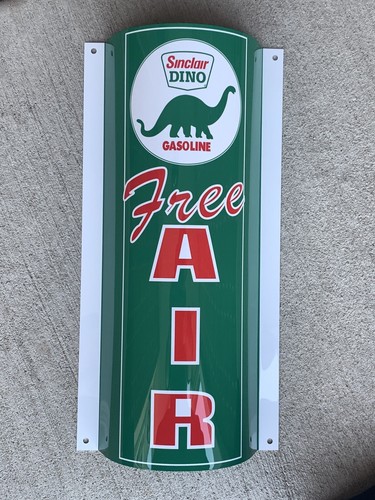 Sinclair
DINO
GASOLINE
Free
A
I
R